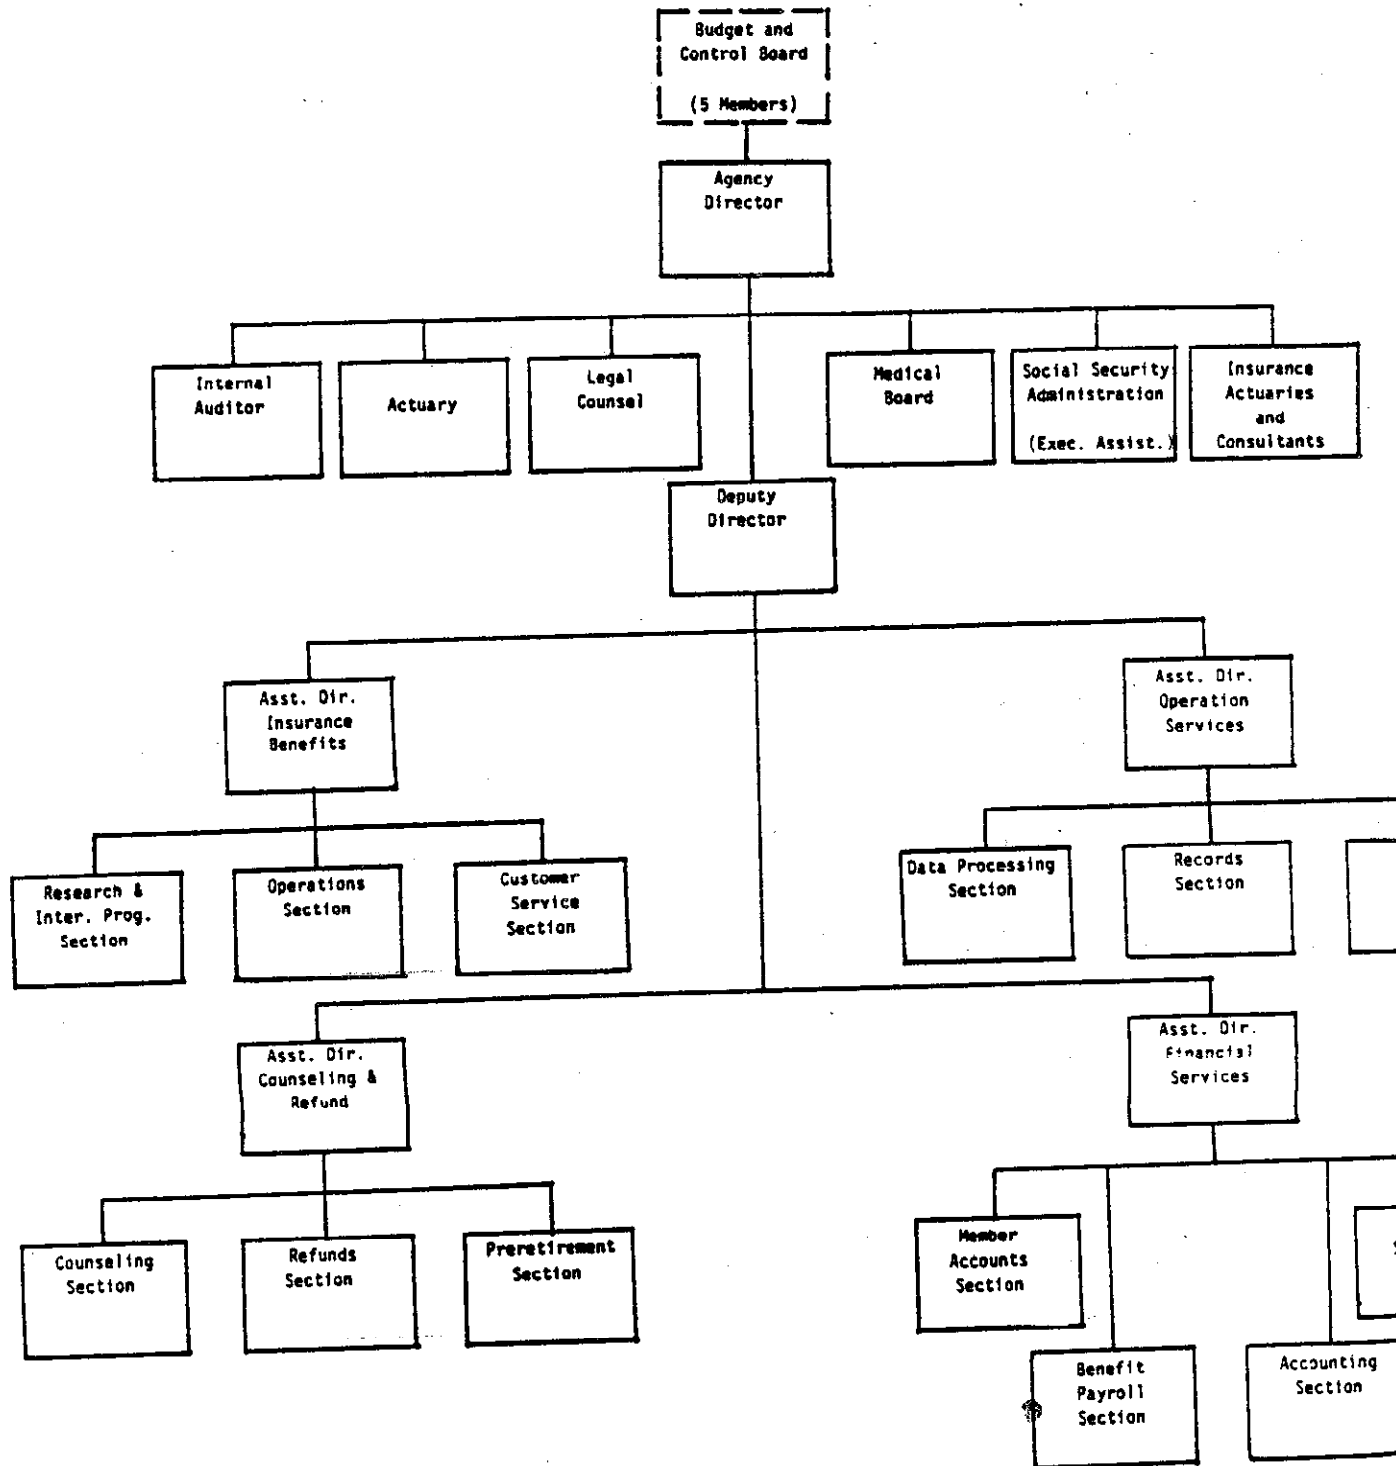 Budget and
Control Board
(5 Members)
Agency
Director
Internal
Auditor
Actuary
Legal
Counsel
Medical
Board
Social Security
Administration
(Exec. Assist.)
Insurance
Actuaries
and
Consultants
Deputy
Director
Asst. Dir.
Insurance
Benefits
Asst. Dir.
Operation
Services
Research &
Inter. Prog.
Section
Operations
Section
Customer
Service
Section
Data Processing
Section
Records
Section
Asst. Dir.
Counseling &
Refund
Asst. Dir.
Financial
Services
Counseling
Section
Refunds
Section
Preretirement
Section
Member
Accounts
Section
Benefit
Payroll
Section
Accounting
Section